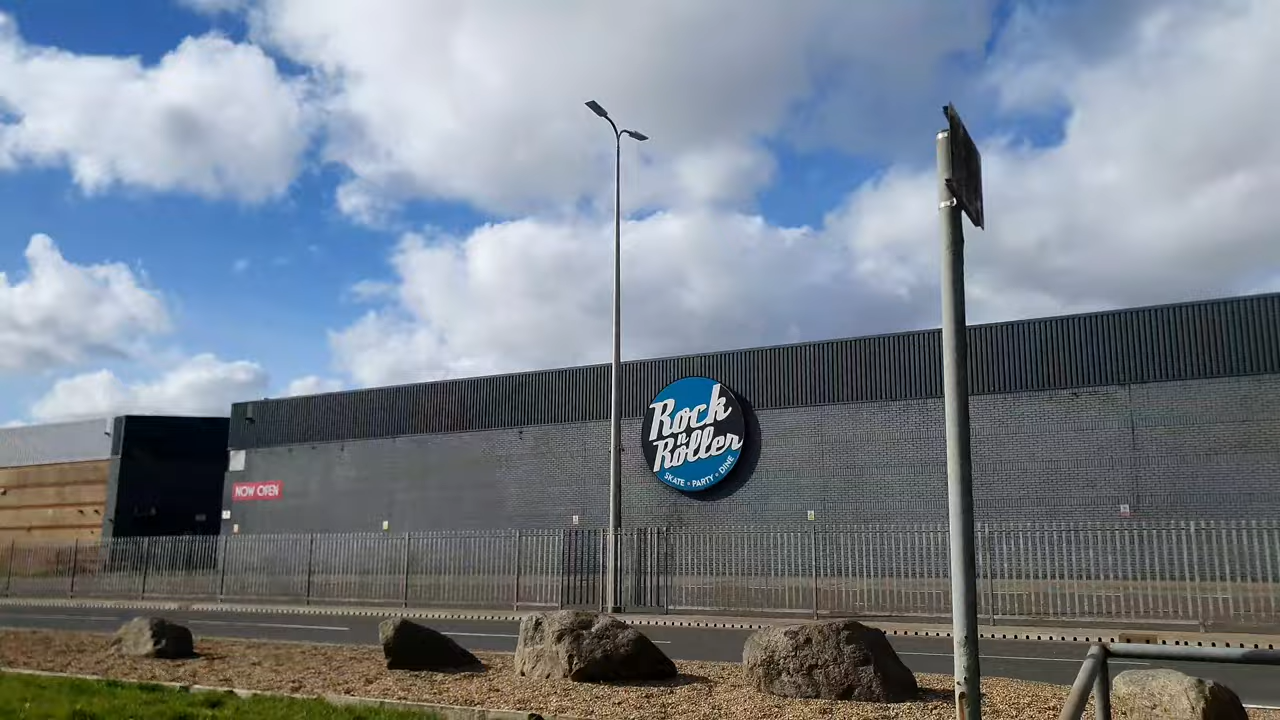 Rock
n
Roller
SKATE • PARTY • DINE
NOW OPEN